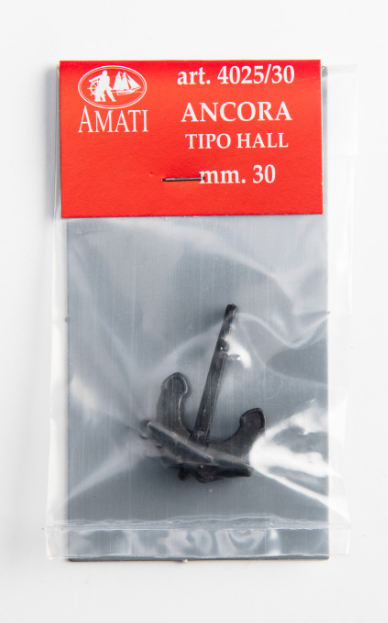 AMATI
art. 4025/30
ANCORA
TIPO HALL
mm. 30